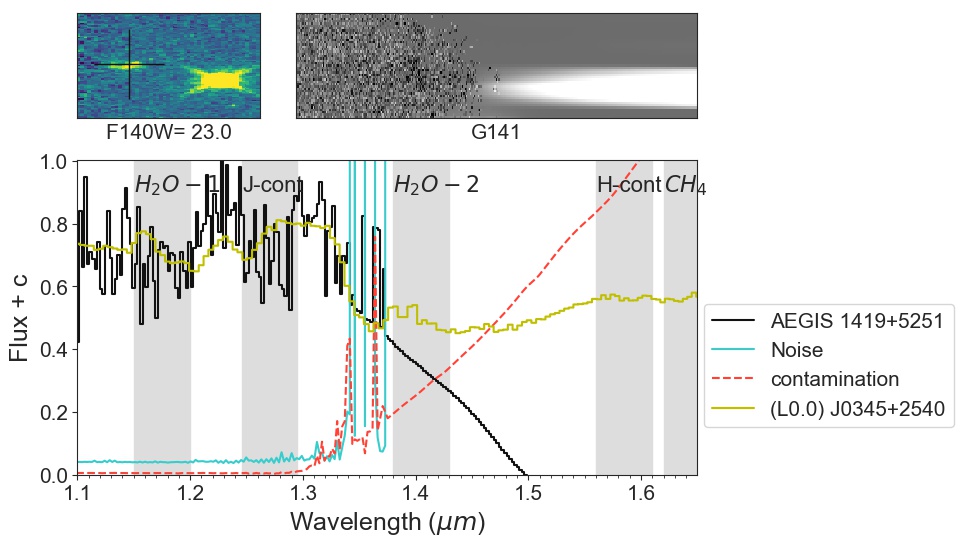 F140W= 23.0
G141
H₂O − 1
J-cont
H₂O − 2
H-cont
CH₄
1.0
0.8
0.6
0.4
0.2
0.0
Flux + c
1.1
1.2
1.3
1.4
1.5
1.6
Wavelength (μm)
AEGIS 1419+5251
Noise
contamination
(L0.0) J0345+2540